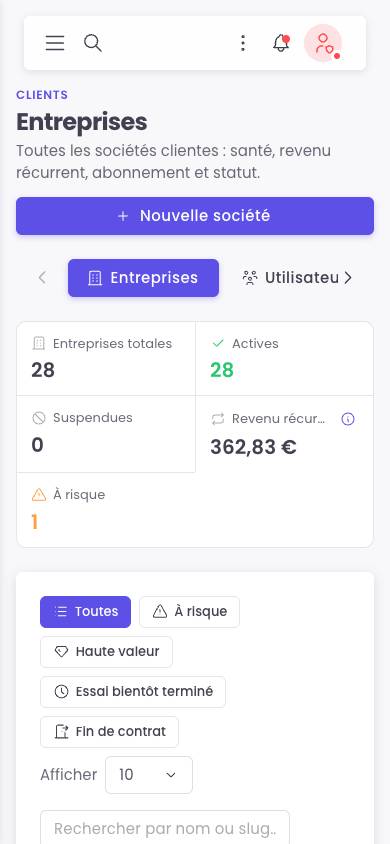 CLIENTS
Entreprises
Toutes les sociétés clientes : santé, revenu
récurrent, abonnement et statut.
Nouvelle société
Entreprises
Utilisateu
Entreprises totales
28
Actives
28
Suspendues
0
Revenu récur...
362,83 €
À risque
1
Toutes
À risque
Haute valeur
Essai bientôt terminé
Fin de contrat
Afficher
10
Rechercher par nom ou slug..